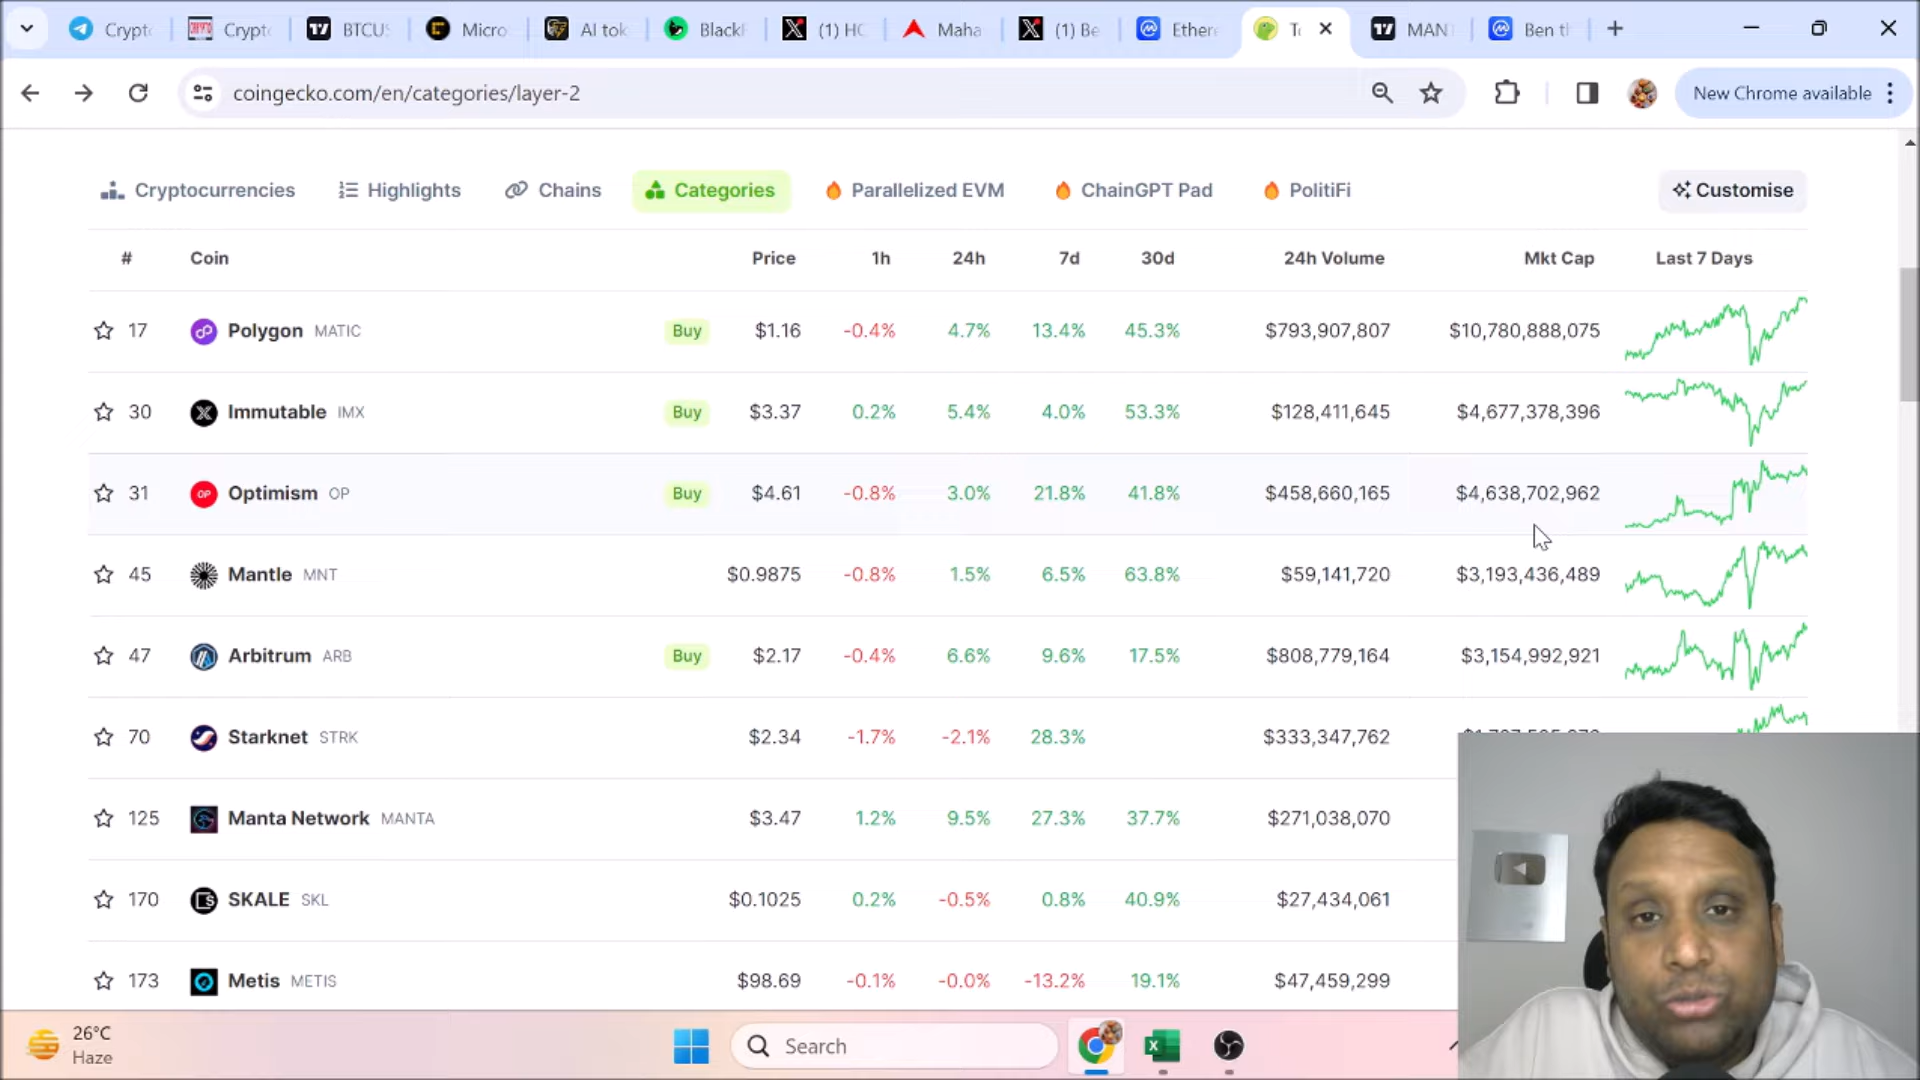 Crypto
Crypto
BTCUS
Micro
AI tok
BlackR
(1) HO
Maha
(1) Be
Ether
To
MAN
Ben th
coingecko.com/en/categories/layer-2
New Chrome available
Cryptocurrencies Highlights Chains Categories Parallelized EVM ChainGPT Pad PolitiFi Customise
# Coin Price 1h 24h 7d 30d 24h Volume Mkt Cap Last 7 Days
17 Polygon MATIC Buy $1.16 -0.4% 4.7% 13.4% 45.3% $793,907,807 $10,780,888,075
30 Immutable IMX Buy $3.37 0.2% 5.4% 4.0% 53.3% $128,411,645 $4,677,378,396
31 Optimism OP Buy $4.61 -0.8% 3.0% 21.8% 41.8% $458,660,165 $4,638,702,962
45 Mantle MNT $0.9875 -0.8% 1.5% 6.5% 63.8% $59,141,720 $3,193,436,489
47 Arbitrum ARB Buy $2.17 -0.4% 6.6% 9.6% 17.5% $808,779,164 $3,154,992,921
70 Starknet STRK $2.34 -1.7% -2.1% 28.3% $333,347,762
125 Manta Network MANTA $3.47 1.2% 9.5% 27.3% 37.7% $271,038,070
170 SKALE SKL $0.1025 0.2% -0.5% 0.8% 40.9% $27,434,061
173 Metis METIS $98.69 -0.1% -0.0% -13.2% 19.1% $47,459,299
26°C
Haze
Search